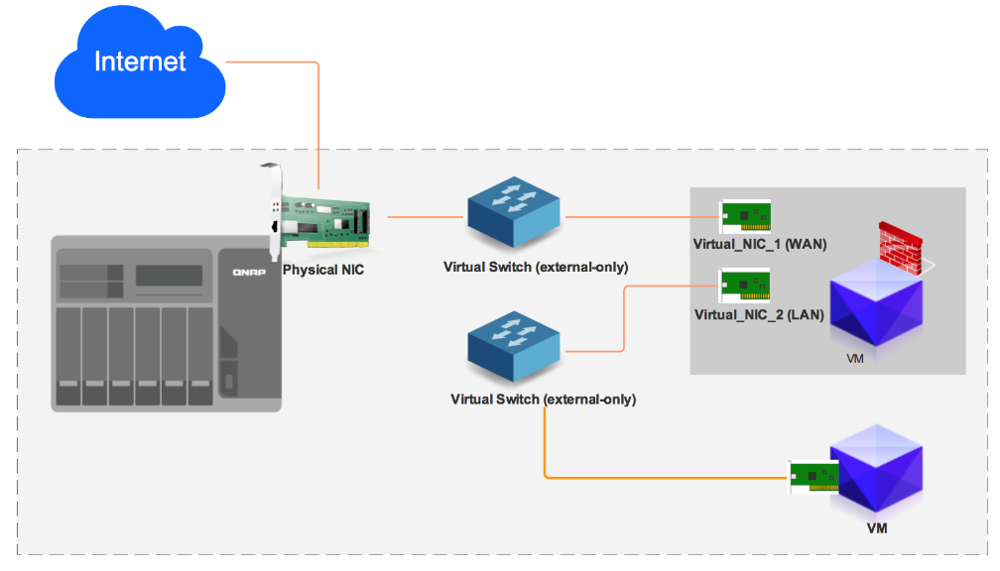 Internet
QNAP
Physical NIC
Virtual Switch (external-only)
Virtual_NIC_1 (WAN)
Virtual_NIC_2 (LAN)
VM
Virtual Switch (external-only)
VM